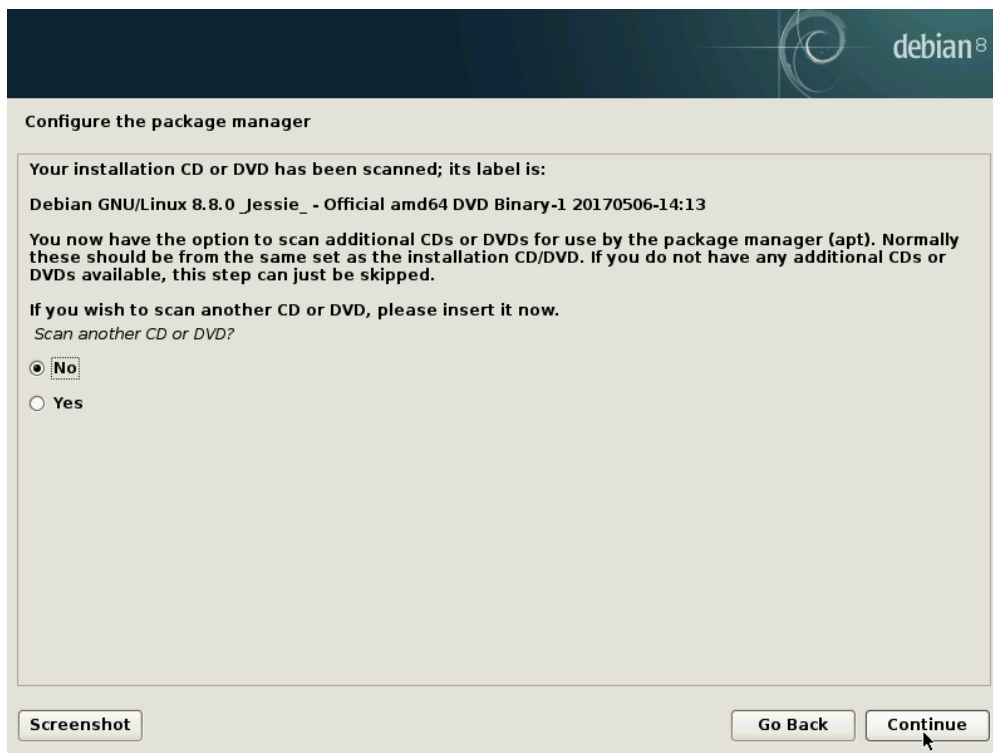 debian 8
Configure the package manager
Your installation CD or DVD has been scanned; its label is:
Debian GNU/Linux 8.8.0 _Jessie_ - Official amd64 DVD Binary-1 20170506-14:13
You now have the option to scan additional CDs or DVDs for use by the package manager (apt). Normally
these should be from the same set as the installation CD/DVD. If you do not have any additional CDs or
DVDs available, this step can just be skipped.
If you wish to scan another CD or DVD, please insert it now.
Scan another CD or DVD?
No
Yes
Screenshot
Go Back
Continue